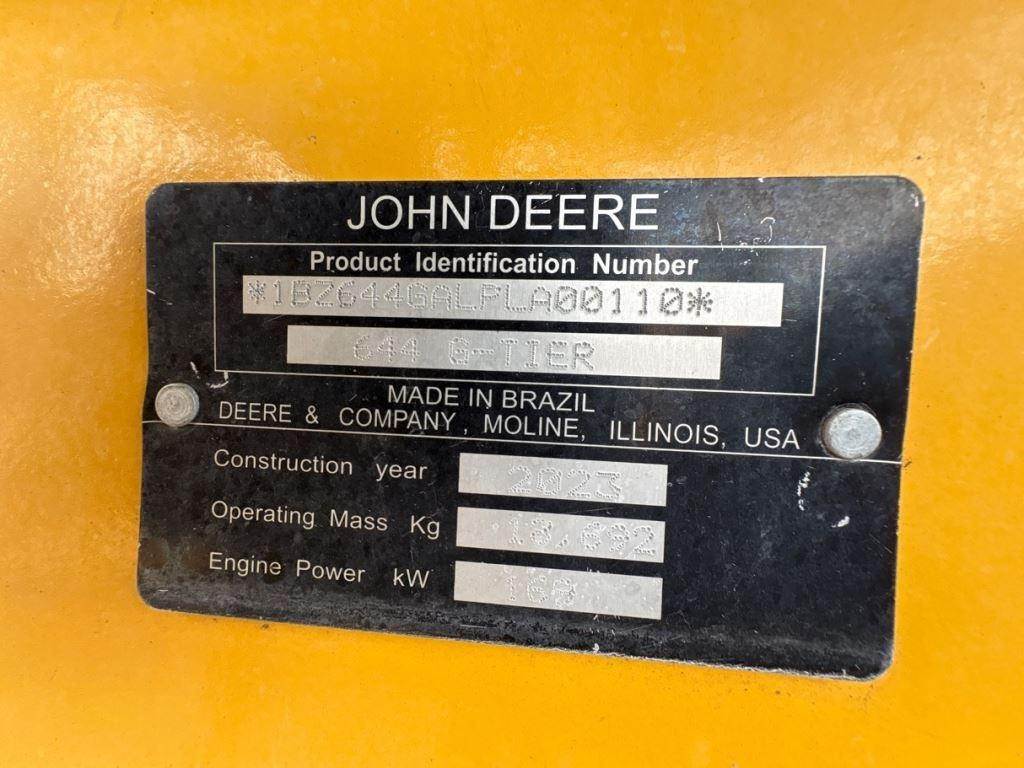 JOHN DEERE
Product Identification Number
*1BZ644GALPLA00110*
644 G-TIER
MADE IN BRAZIL
DEERE & COMPANY, MOLINE, ILLINOIS, USA
Construction year 2023
Operating Mass Kg
Engine Power kW